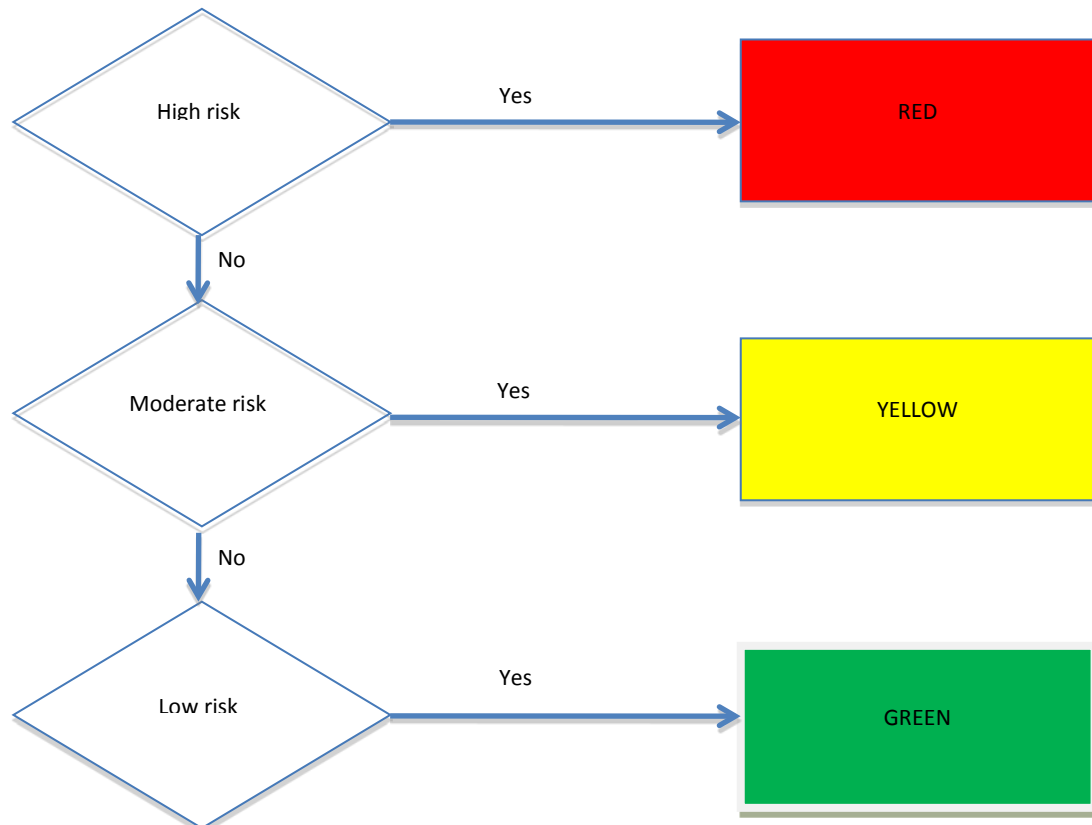 High risk
Yes
RED
No
Moderate risk
Yes
YELLOW
No
Low risk
Yes
GREEN